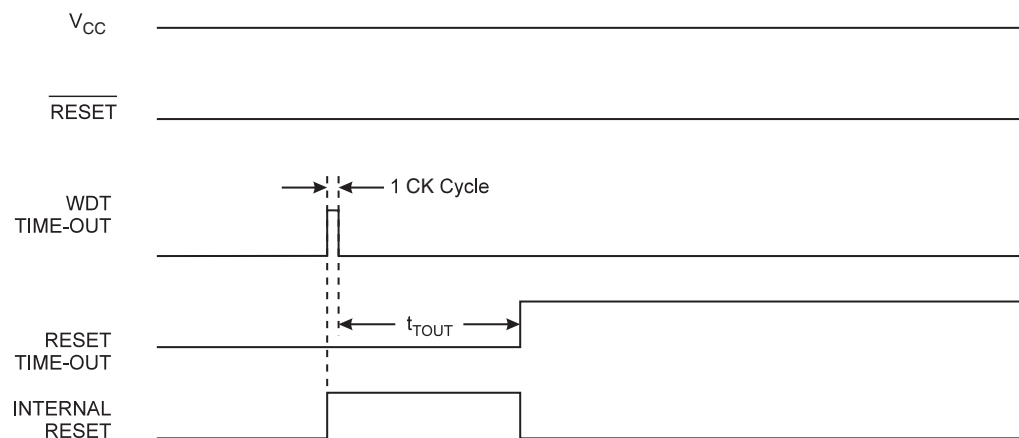 VCC
RESET
1 CK Cycle
WDT
TIME-OUT
tTOUT
RESET
TIME-OUT
INTERNAL
RESET